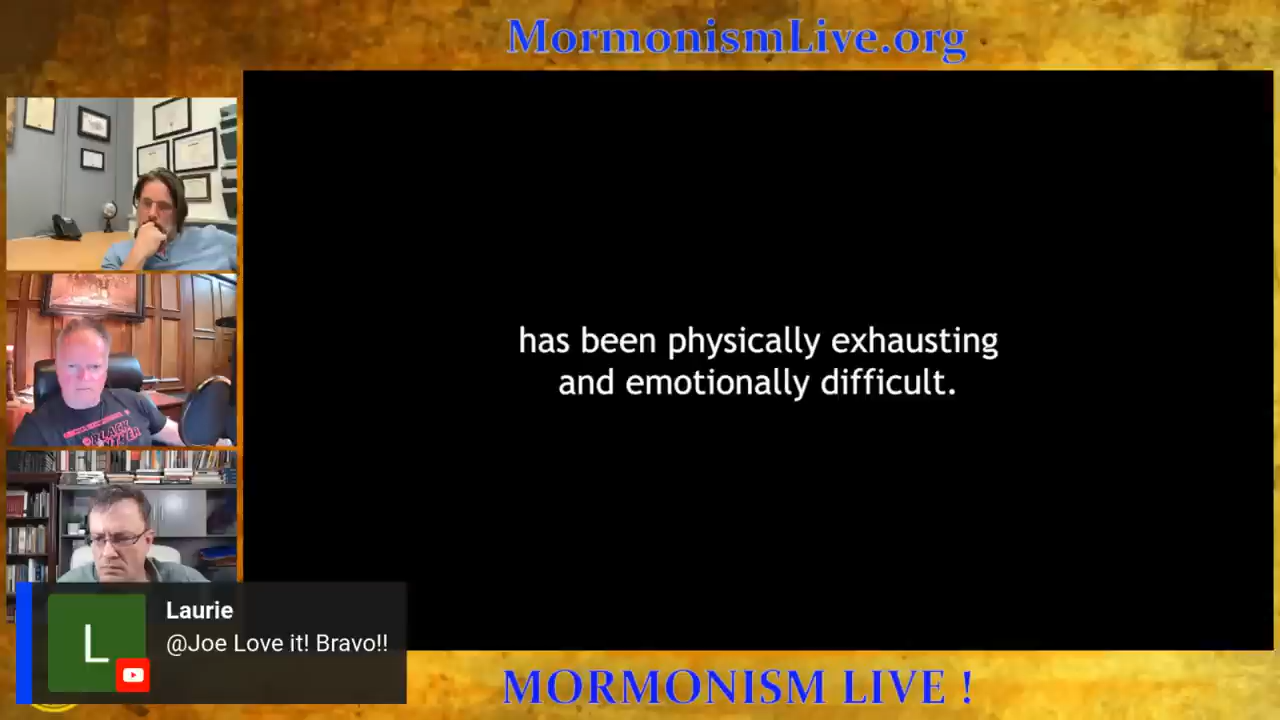 MormonismLive.org
has been physically exhausting
and emotionally difficult.
L
Laurie
@Joe Love it! Bravo!!
MORMONISM LIVE !